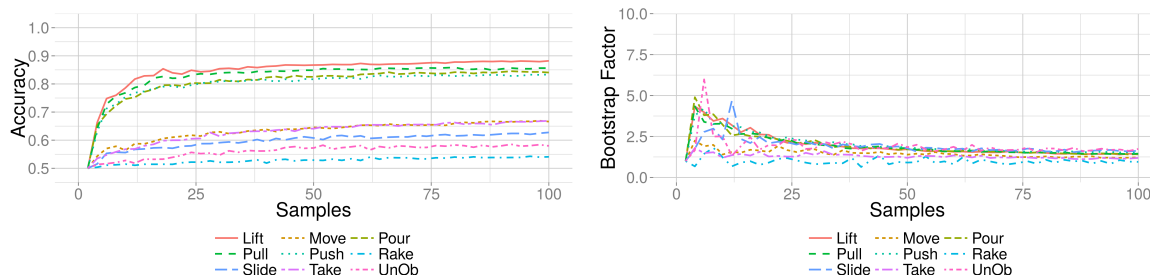 1.0
0.9
0.8
0.7
0.6
0.5
Accuracy
0 25 50 75 100
Samples
Lift Move Pour
Pull Push Rake
Slide Take UnOb
10.0
7.5
5.0
2.5
0.0
Bootstrap Factor
0 25 50 75 100
Samples
Lift Move Pour
Pull Push Rake
Slide Take UnOb